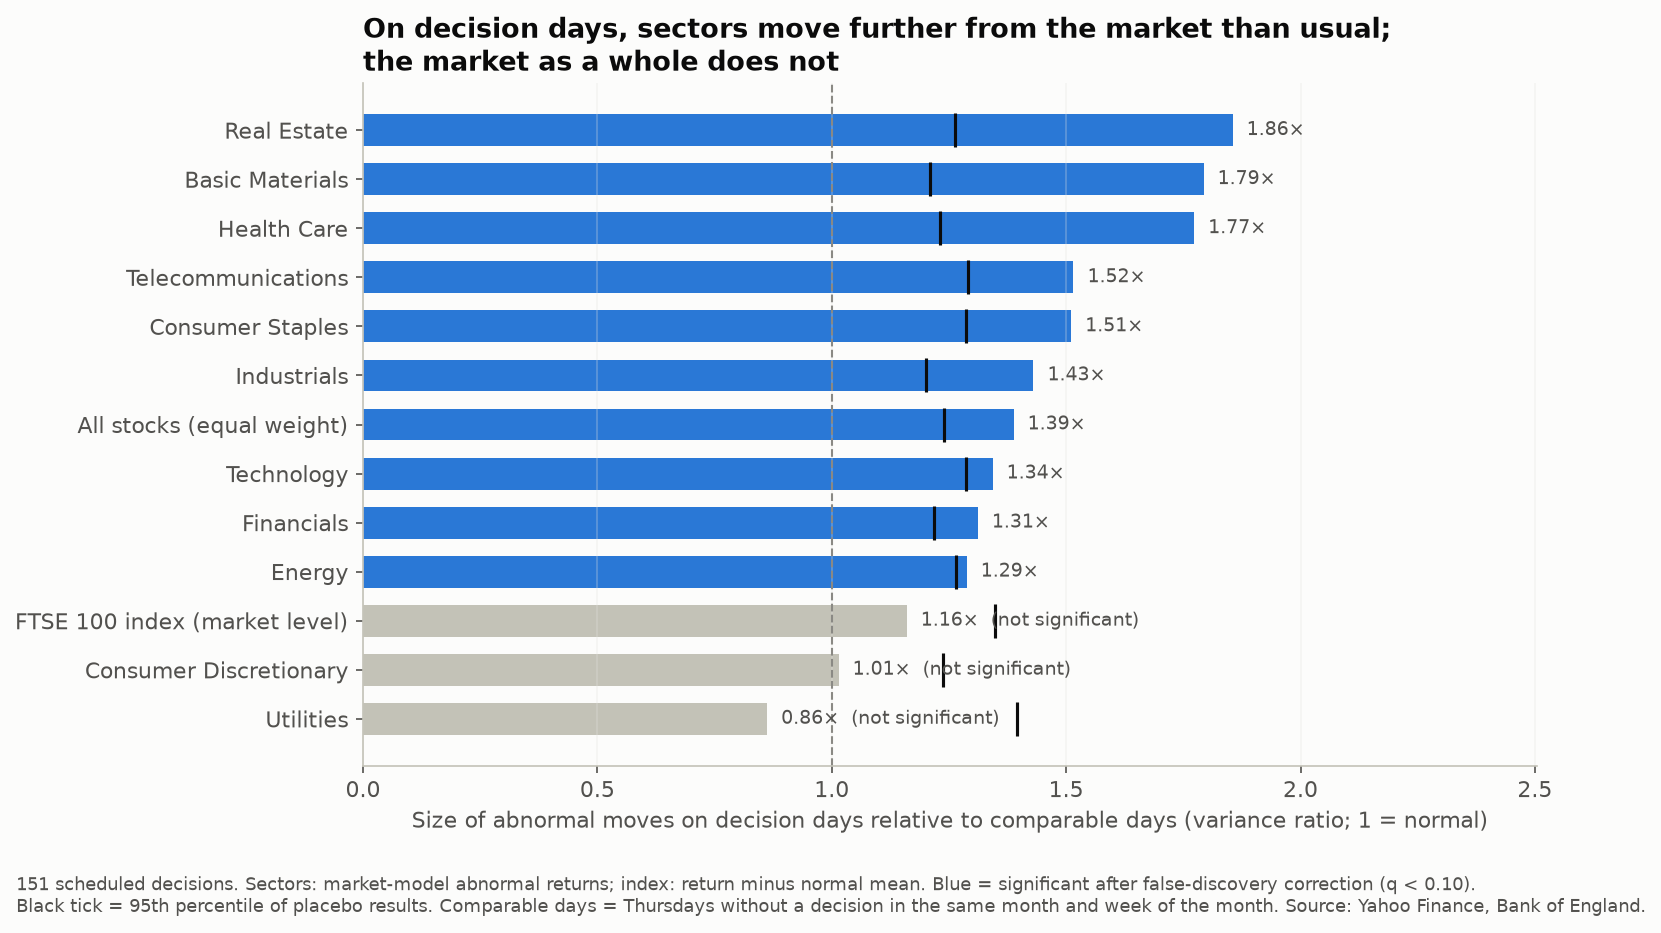 On decision days, sectors move further from the market than usual;
the market as a whole does not
Real Estate
1.86×
Basic Materials
1.79×
Health Care
1.77×
Telecommunications
1.52×
Consumer Staples
1.51×
Industrials
1.43×
All stocks (equal weight)
1.39×
Technology
1.34×
Financials
1.31×
Energy
1.29×
FTSE 100 index (market level)
1.16× (not significant)
Consumer Discretionary
1.01× (not significant)
Utilities
0.86× (not significant)
0.0 0.5 1.0 1.5 2.0 2.5
Size of abnormal moves on decision days relative to comparable days (variance ratio; 1 = normal)
151 scheduled decisions. Sectors: market-model abnormal returns; index: return minus normal mean. Blue = significant after false-discovery correction (q < 0.10).
Black tick = 95th percentile of placebo results. Comparable days = Thursdays without a decision in the same month and week of the month. Source: Yahoo Finance, Bank of England.